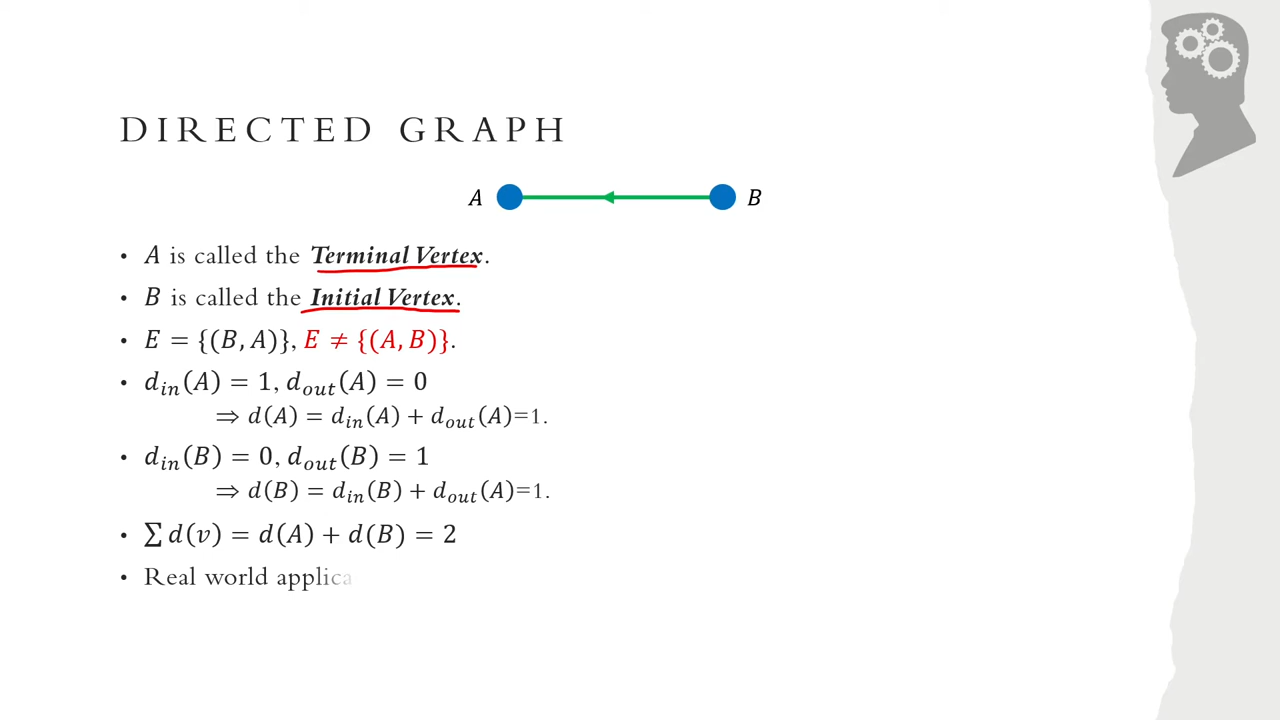 DIRECTED GRAPH
A B
• A is called the Terminal Vertex.
• B is called the Initial Vertex.
• E = {(B, A)}, E ≠ {(A, B)}.
• d_in(A) = 1, d_out(A) = 0
⇒ d(A) = d_in(A) + d_out(A)=1.
• d_in(B) = 0, d_out(B) = 1
⇒ d(B) = d_in(B) + d_out(A)=1.
• ∑ d(v) = d(A) + d(B) = 2
• Real world applica